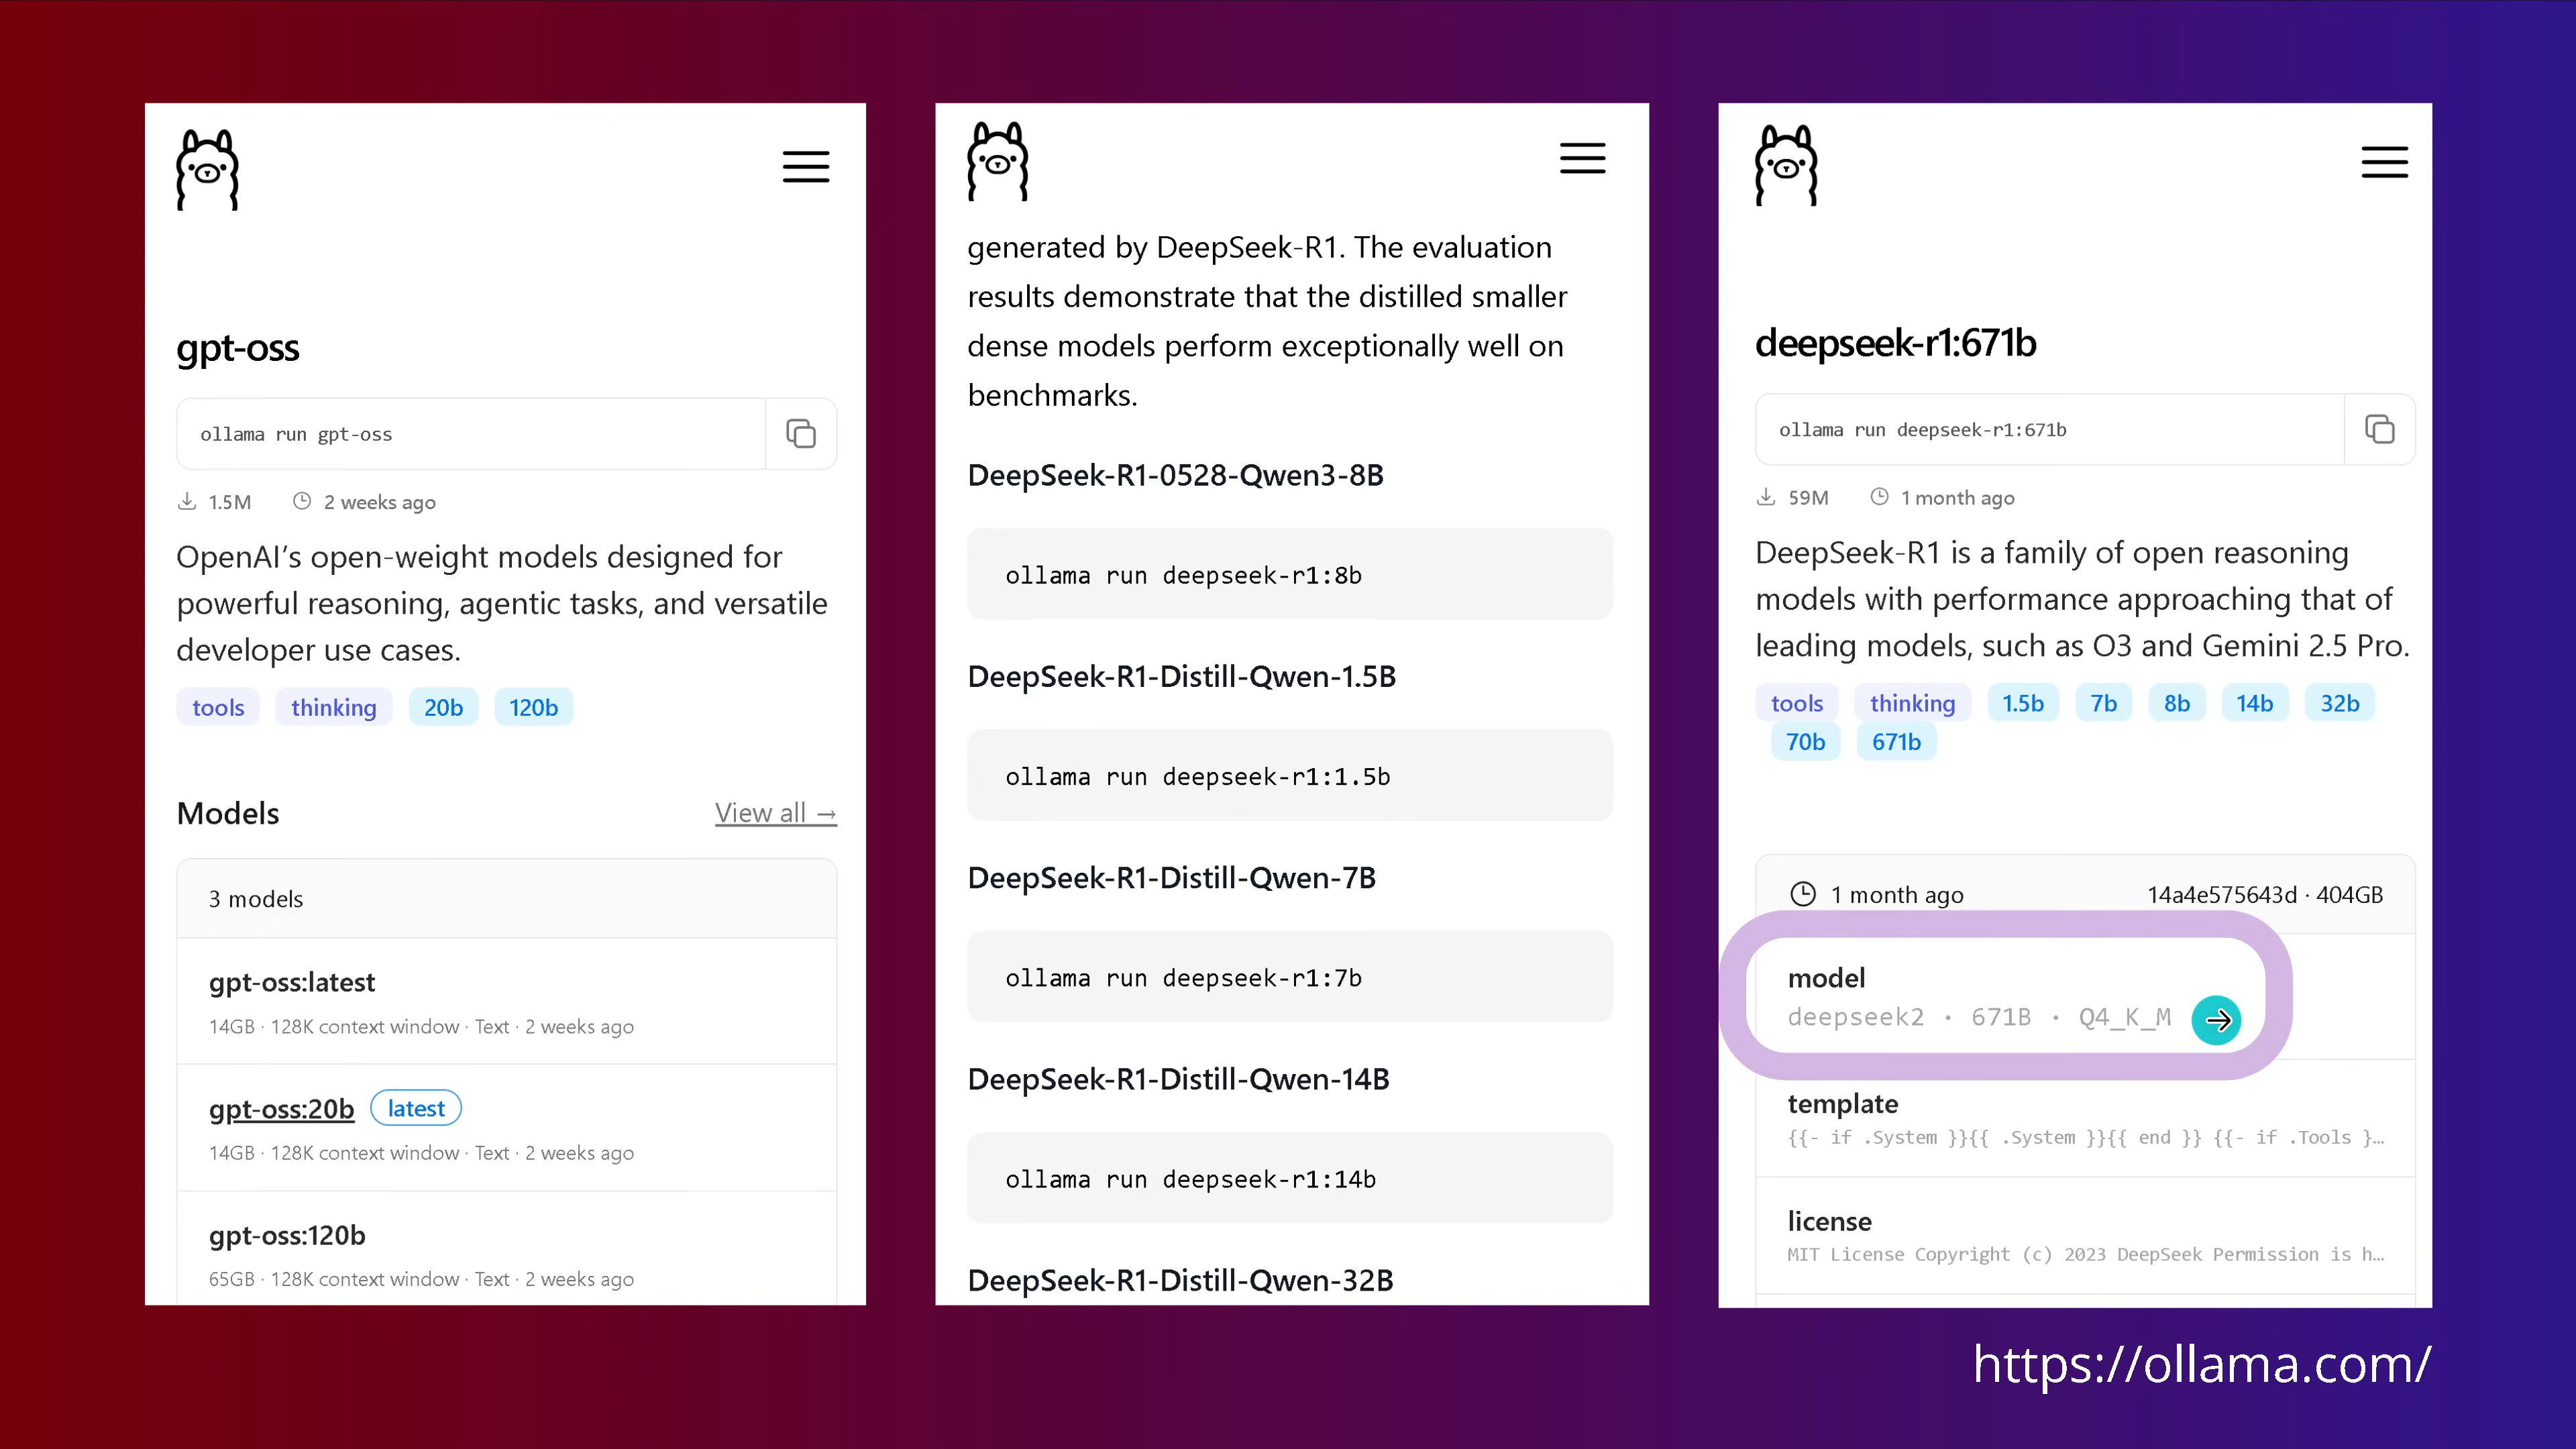 gpt-oss
ollama run gpt-oss
1.5M 2 weeks ago
OpenAI's open-weight models designed for
powerful reasoning, agentic tasks, and versatile
developer use cases.
tools thinking 20b 120b
Models View all →
3 models
gpt-oss:latest
14GB · 128K context window · Text · 2 weeks ago
gpt-oss:20b latest
14GB · 128K context window · Text · 2 weeks ago
gpt-oss:120b
65GB · 128K context window · Text · 2 weeks ago
generated by DeepSeek-R1. The evaluation
results demonstrate that the distilled smaller
dense models perform exceptionally well on
benchmarks.
DeepSeek-R1-0528-Qwen3-8B
ollama run deepseek-r1:8b
DeepSeek-R1-Distill-Qwen-1.5B
ollama run deepseek-r1:1.5b
DeepSeek-R1-Distill-Qwen-7B
ollama run deepseek-r1:7b
DeepSeek-R1-Distill-Qwen-14B
ollama run deepseek-r1:14b
DeepSeek-R1-Distill-Qwen-32B
deepseek-r1:671b
ollama run deepseek-r1:671b
59M 1 month ago
DeepSeek-R1 is a family of open reasoning
models with performance approaching that of
leading models, such as O3 and Gemini 2.5 Pro.
tools thinking 1.5b 7b 8b 14b 32b
70b 671b
1 month ago 14a4e575643d · 404GB
model
deepseek2 · 671B · Q4_K_M →
template
{{- if .System }}{{ .System }}{{ end }} {{- if .Tools }…
license
MIT License Copyright (c) 2023 DeepSeek Permission is h…
https://ollama.com/